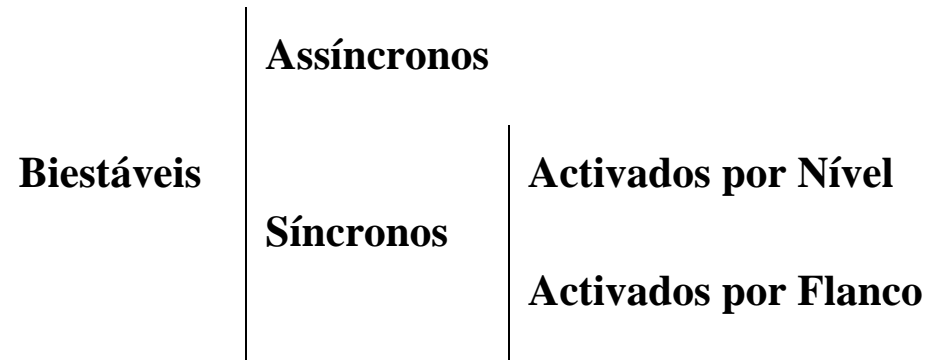 Assíncronos
Biestáveis
Activados por Nível
Síncronos
Activados por Flanco